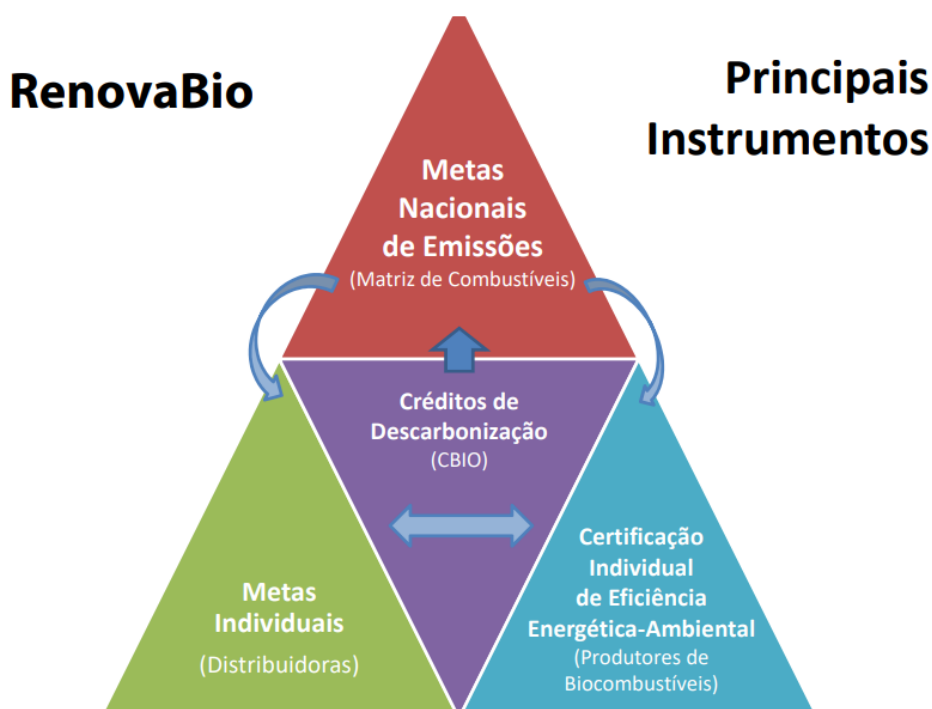 RenovaBio
Principais
Instrumentos
Metas
Nacionais
de Emissões
(Matriz de Combustíveis)
Créditos de
Descarbonização
(CBIO)
Metas
Individuais
(Distribuidoras)
Certificação
Individual
de Eficiência
Energética-Ambiental
(Produtores de
Biocombustíveis)